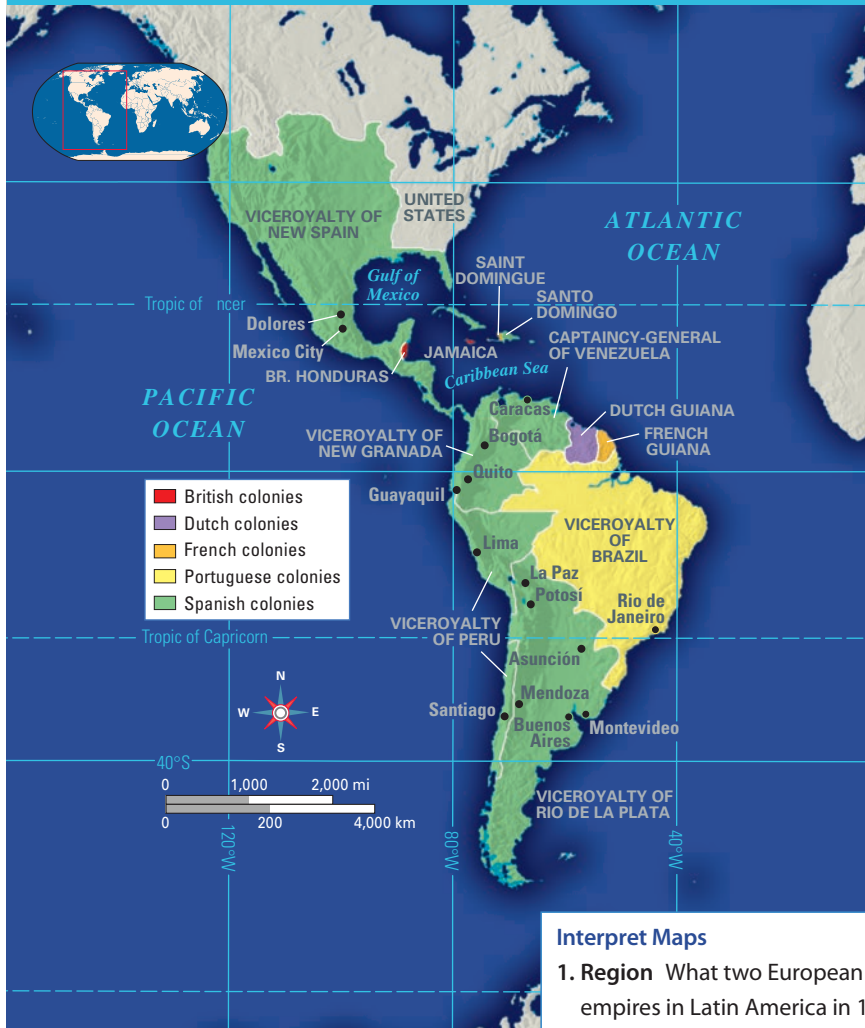 UNITED
STATES
VICEROYALTY OF
NEW SPAIN
ATLANTIC
OCEAN
Gulf of
Mexico
SAINT
DOMINGUE
SANTO
DOMINGO
Tropic of ncer
Dolores
Mexico City
JAMAICA
CAPTAINCY-GENERAL
OF VENEZUELA
BR. HONDURAS
Caribbean Sea
PACIFIC
OCEAN
Caracas
DUTCH GUIANA
FRENCH
GUIANA
VICEROYALTY OF
NEW GRANADA
Bogotá
Quito
Guayaquil
British colonies
Dutch colonies
French colonies
Portuguese colonies
Spanish colonies
VICEROYALTY
OF
BRAZIL
Lima
La Paz
Potosí
Rio de
Janeiro
VICEROYALTY
OF PERU
Tropic of Capricorn
Asunción
N
W E
S
Mendoza
Santiago
Buenos
Aires
Montevideo
40°S
0 1,000 2,000 mi
0 200 4,000 km
VICEROYALTY OF
RIO DE LA PLATA
120°W
80°W
40°W
Interpret Maps
1. Region What two European
empires in Latin America in 1